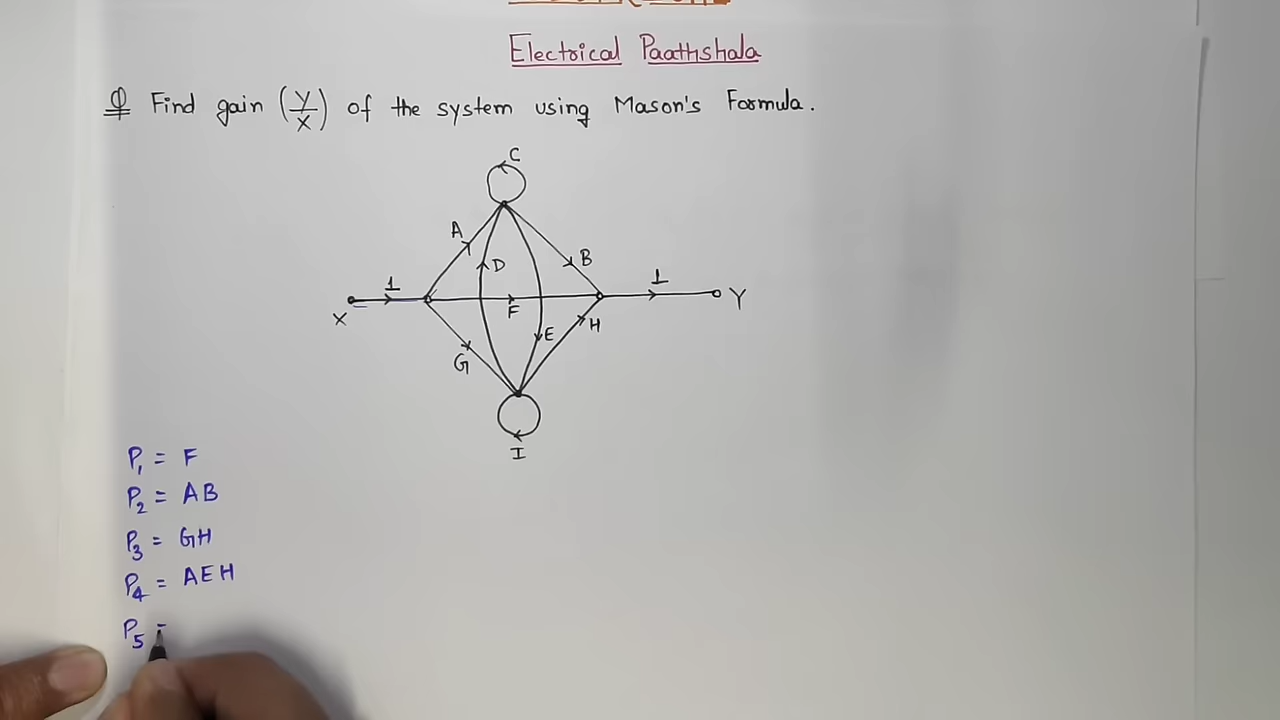 Electrical Paathshala
Q Find gain (Y/X) of the system using Mason's Formula.
C
A
B
D
1
1
X
F
Y
E
H
G
I
P1 = F
P2 = AB
P3 = GH
P4 = AEH
P5 =